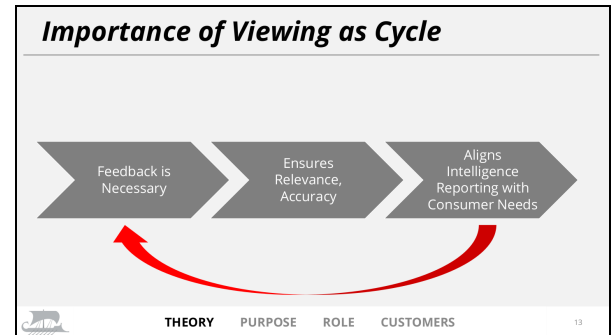 Importance of Viewing as Cycle
Feedback is
Necessary
Ensures
Relevance,
Accuracy
Aligns
Intelligence
Reporting with
Consumer Needs
THEORY PURPOSE ROLE CUSTOMERS
13